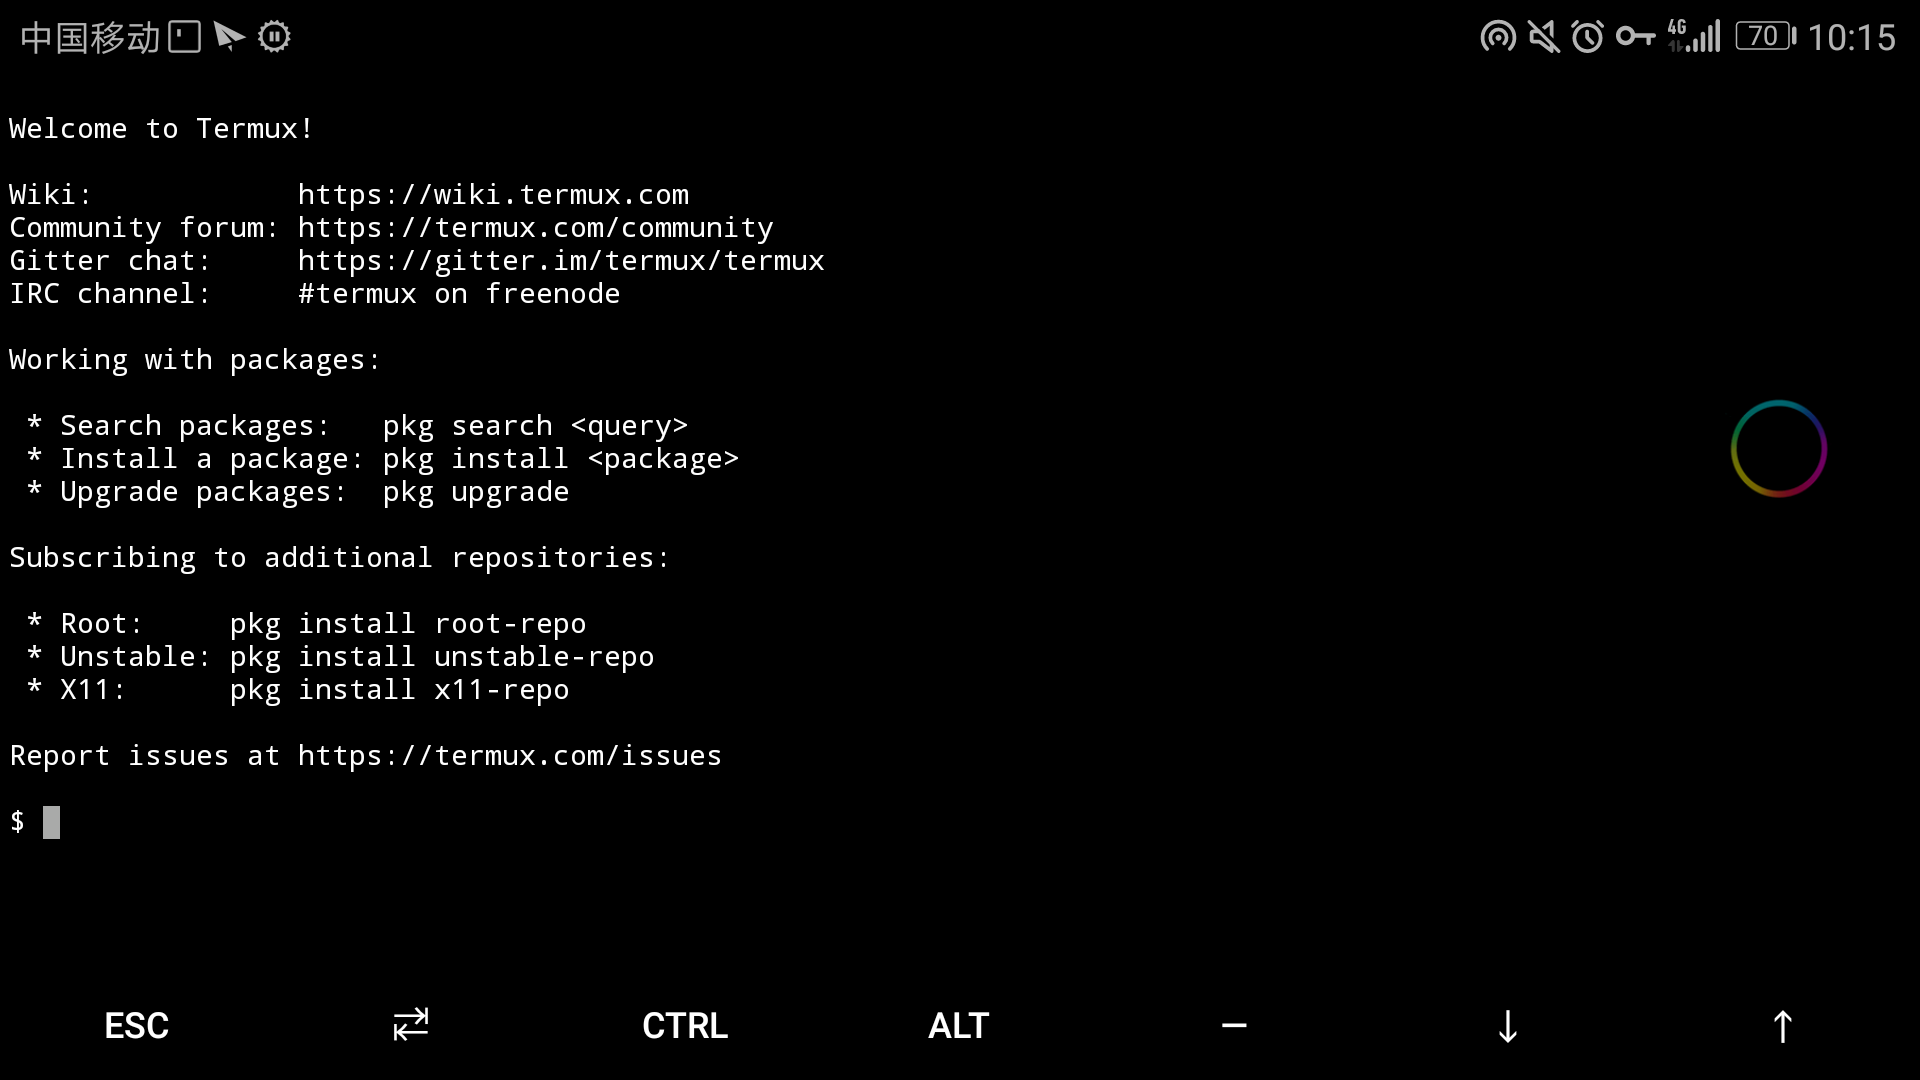 中国移动 4G 70 10:15
Welcome to Termux!
Wiki: https://wiki.termux.com
Community forum: https://termux.com/community
Gitter chat: https://gitter.im/termux/termux
IRC channel: #termux on freenode
Working with packages:
* Search packages: pkg search <query>
* Install a package: pkg install <package>
* Upgrade packages: pkg upgrade
Subscribing to additional repositories:
* Root: pkg install root-repo
* Unstable: pkg install unstable-repo
* X11: pkg install x11-repo
Report issues at https://termux.com/issues
$
ESC ⇄ CTRL ALT — ↓ ↑